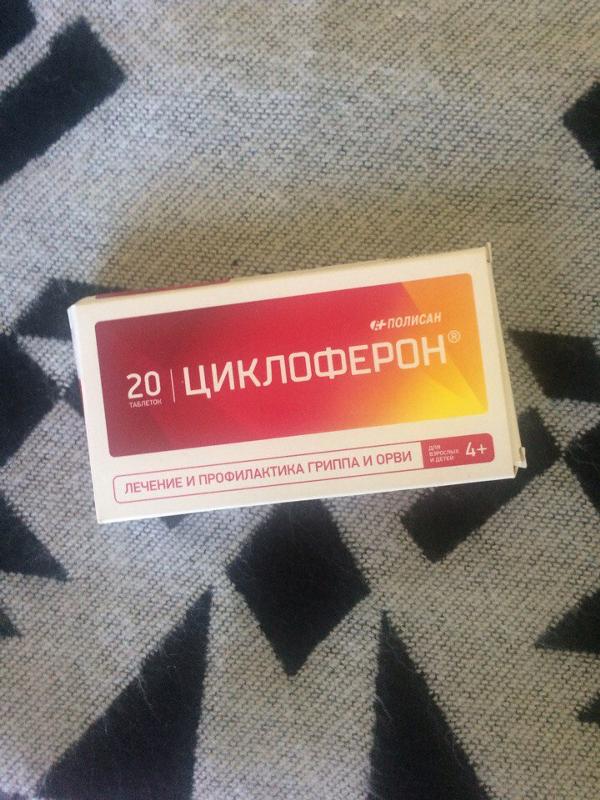 ПОЛИСАН
20
ТАБЛЕТОК
ЦИКЛОФЕРОН®
ЛЕЧЕНИЕ И ПРОФИЛАКТИКА ГРИППА И ОРВИ
ДЛЯ
ВЗРОСЛЫХ
И ДЕТЕЙ
4+